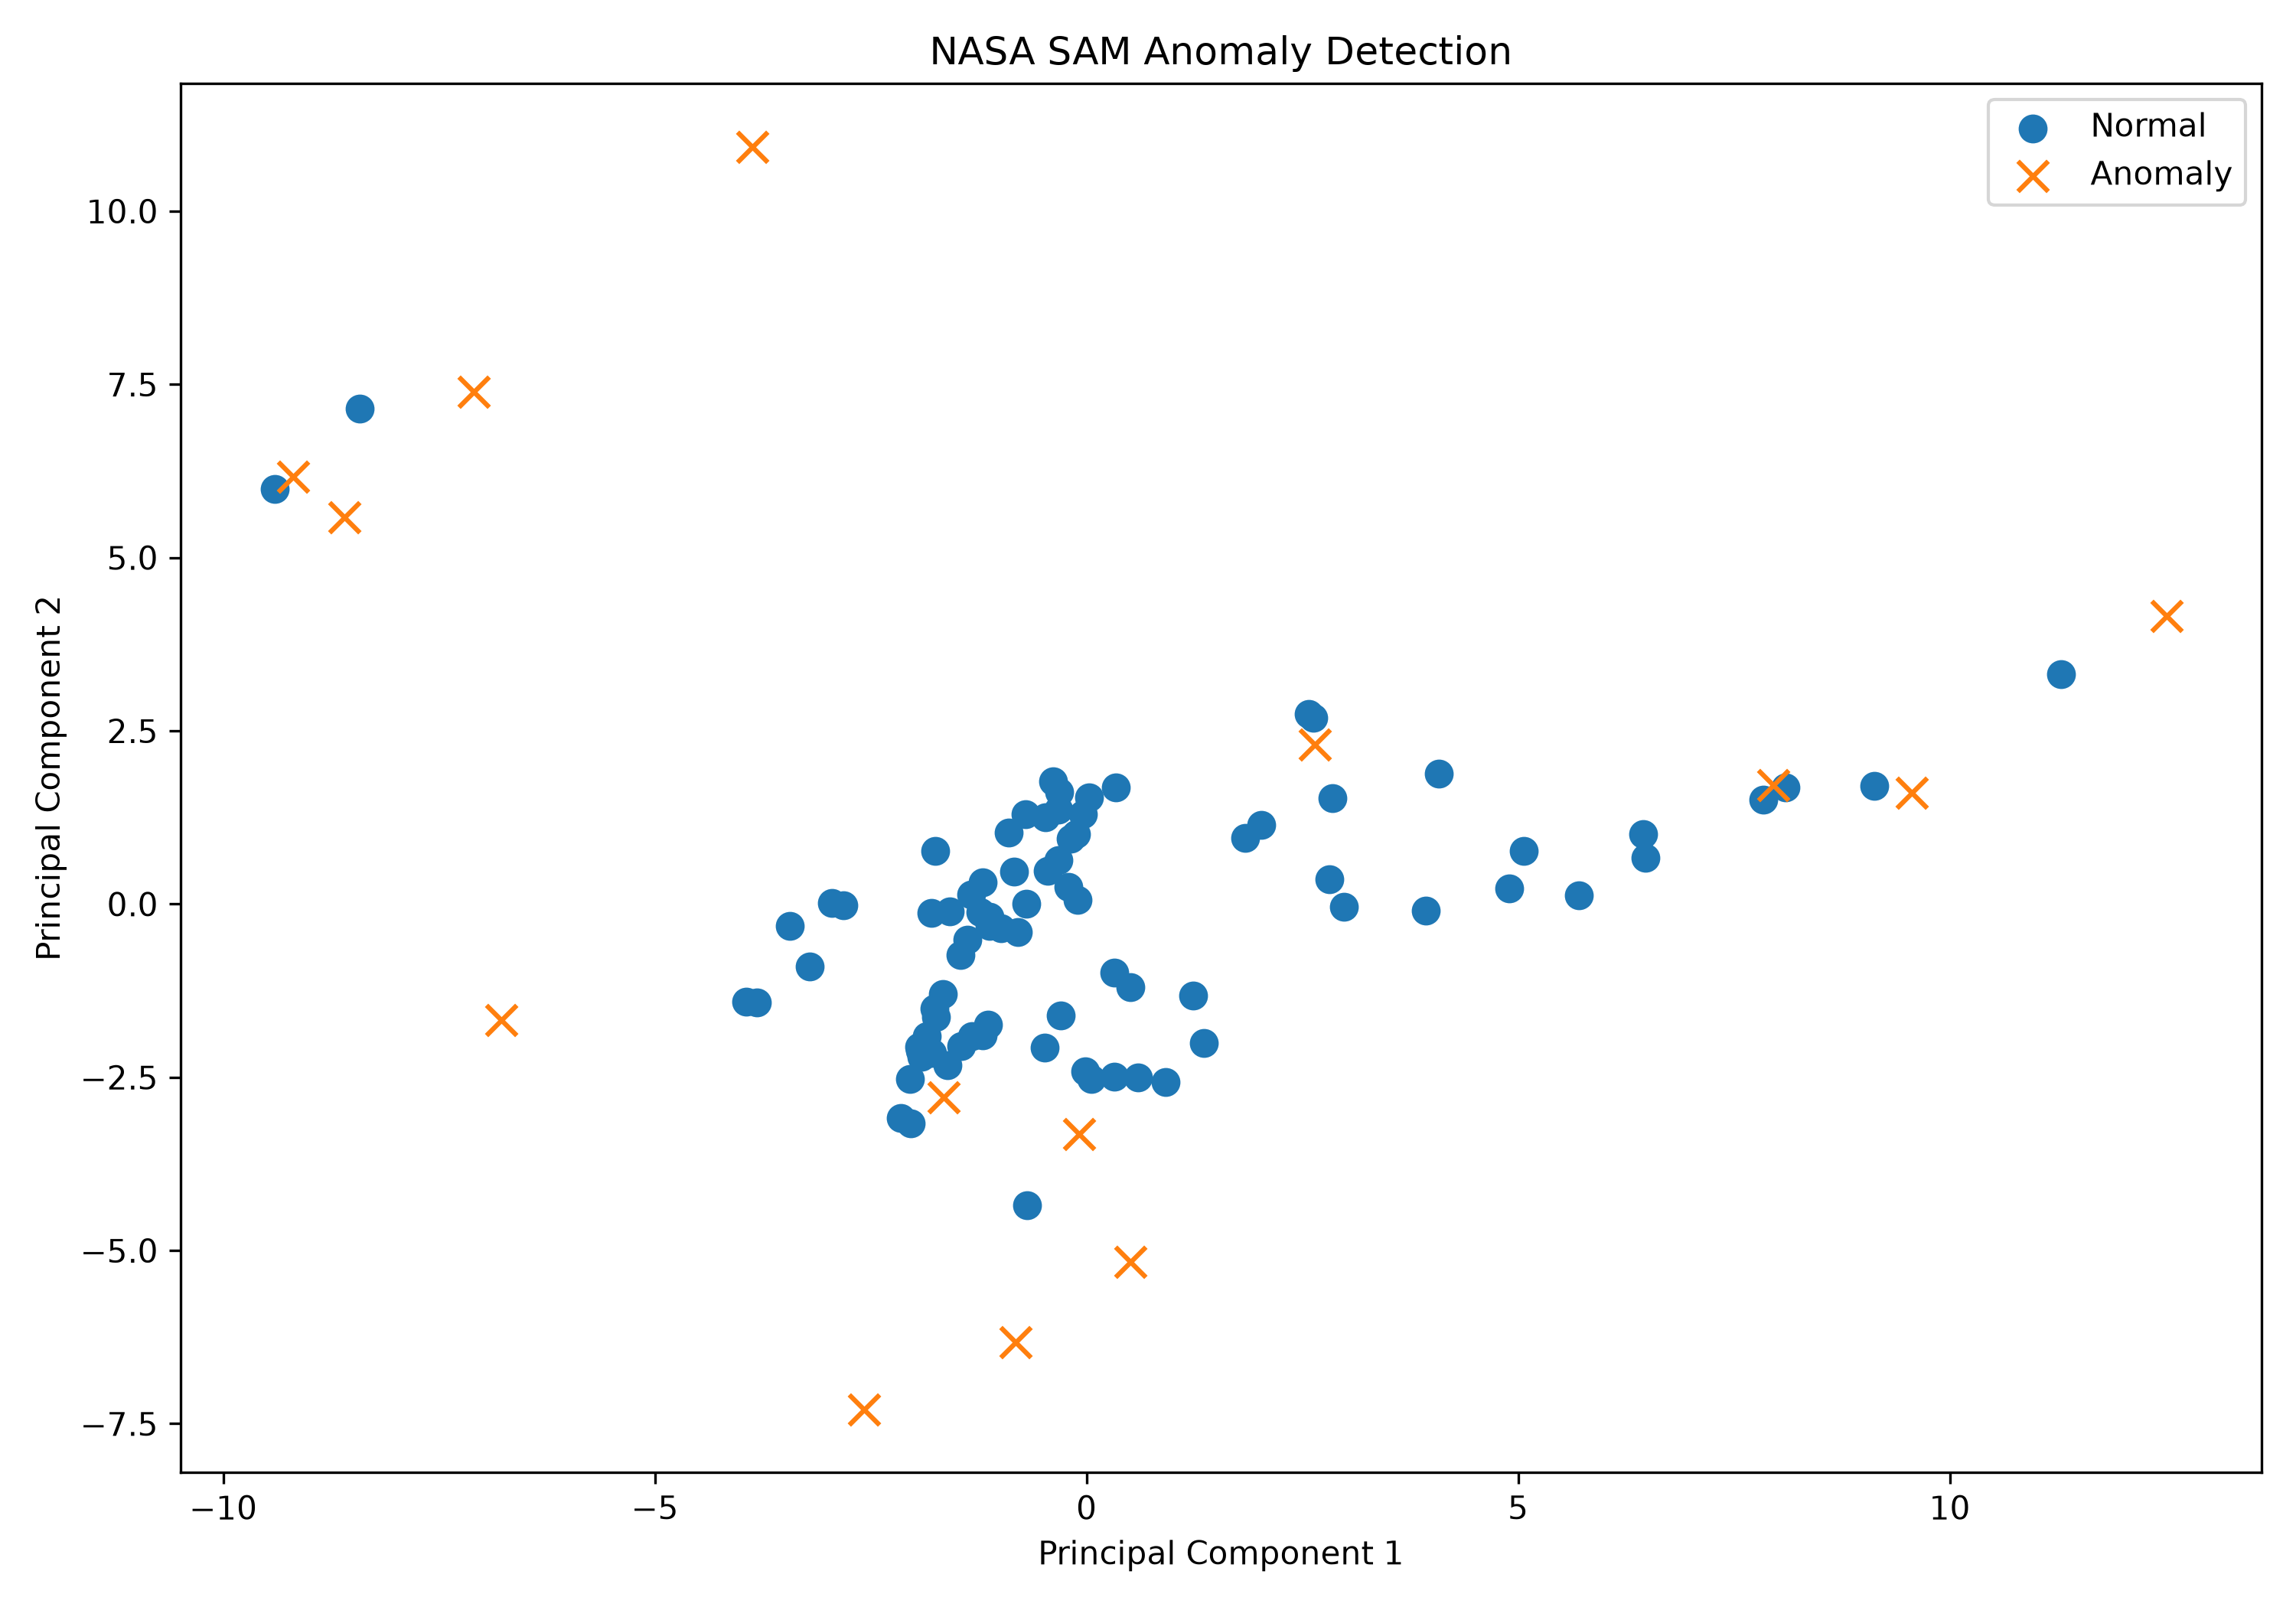 NASA SAM Anomaly Detection
Normal
Anomaly
10.0
7.5
5.0
2.5
0.0
−2.5
−5.0
−7.5
Principal Component 2
−10
−5
0
5
10
Principal Component 1